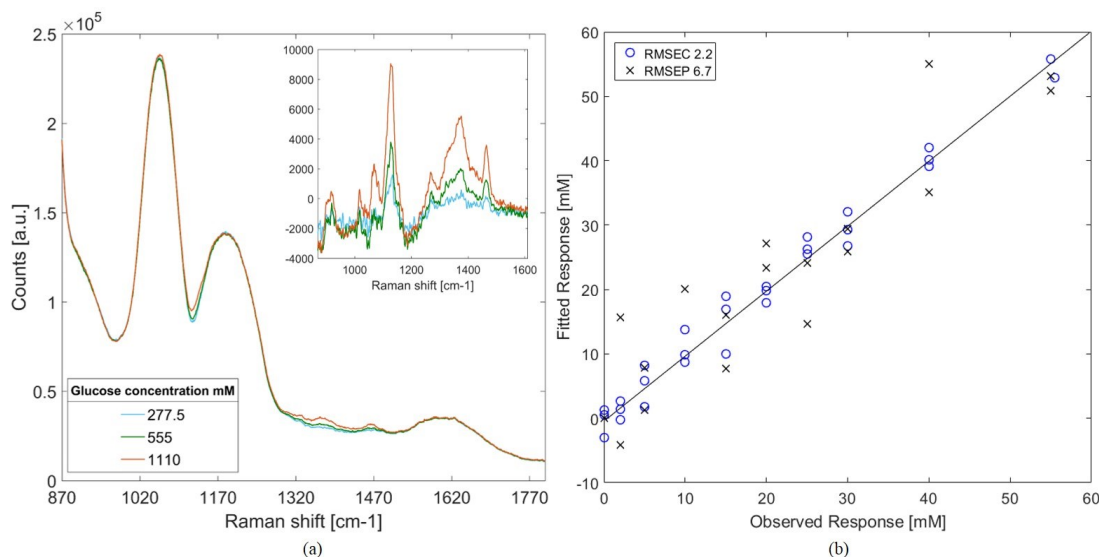 ×10⁵
2.5
2
1.5
1
0.5
0
870 1020 1170 1320 1470 1620 1770
Counts [a.u.]
Raman shift [cm-1]
Glucose concentration mM
277.5
555
1110
10000
8000
6000
4000
2000
0
-2000
-4000
1000 1200 1400 1600
Raman shift [cm-1]
(a)
60
50
40
30
20
10
0
-10
0 10 20 30 40 50 60
Fitted Response [mM]
Observed Response [mM]
RMSEC 2.2
RMSEP 6.7
(b)